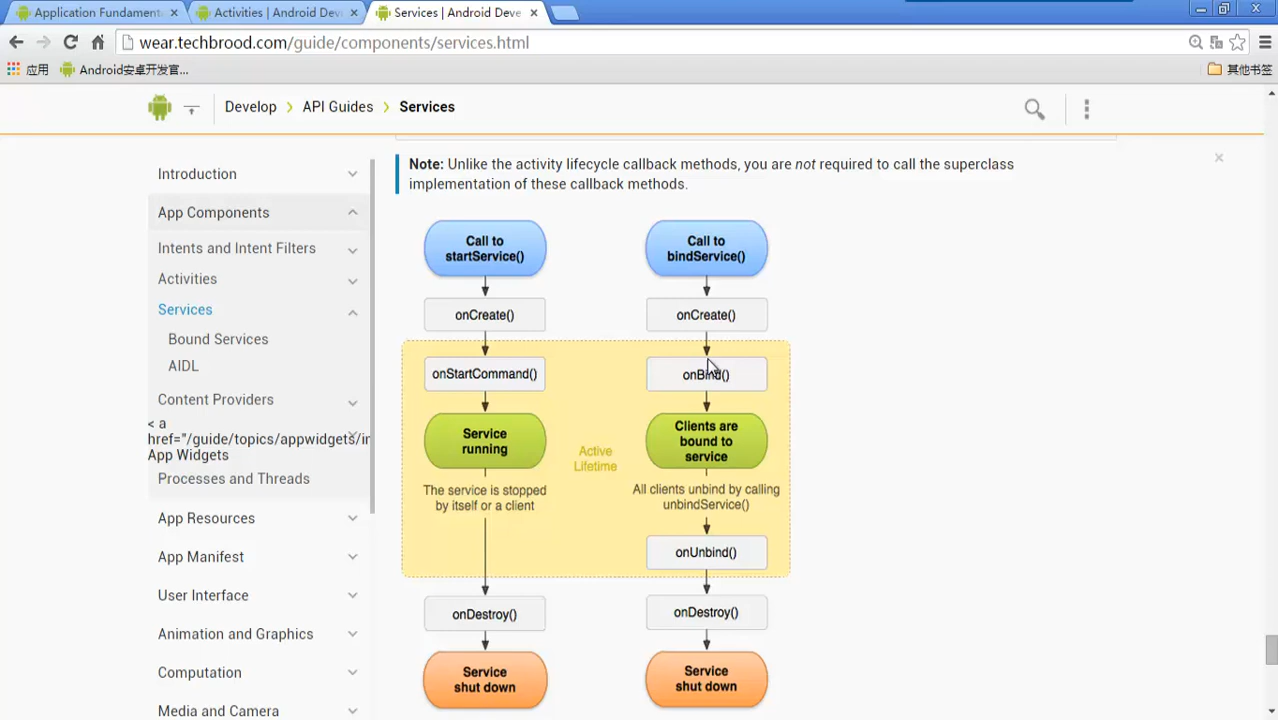 Application Fundament
Activities | Android Dev
Services | Android Deve
wear.techbrood.com/guide/components/services.html
应用
Android安卓开发官...
其他书签
Develop
API Guides
Services
Introduction
App Components
Intents and Intent Filters
Activities
Services
Bound Services
AIDL
Content Providers
< a
href="/guide/topics/appwidgets/in
App Widgets
Processes and Threads
App Resources
App Manifest
User Interface
Animation and Graphics
Computation
Media and Camera
Note: Unlike the activity lifecycle callback methods, you are not required to call the superclass
implementation of these callback methods.
Call to
startService()
onCreate()
onStartCommand()
Service
running
The service is stopped
by itself or a client
onDestroy()
Service
shut down
Active
Lifetime
Call to
bindService()
onCreate()
onBind()
Clients are
bound to
service
All clients unbind by calling
unbindService()
onUnbind()
onDestroy()
Service
shut down